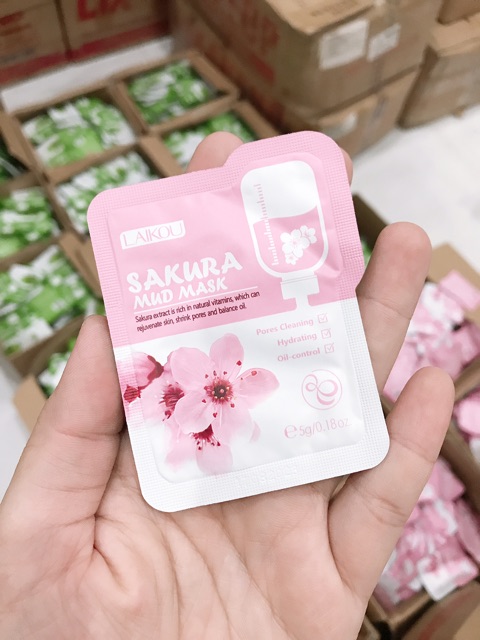 LAIKOU
SAKURA
MUD MASK
Sakura extract is rich in natural vitamins, which can
rejuvenate skin, shrink pores and balance oil.
Pores Cleaning ☑
Hydrating ☑
Oil-control ☑
℮5g/0.18oz